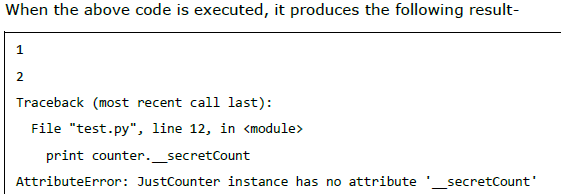 When the above code is executed, it produces the following result-
1
2
Traceback (most recent call last):
File "test.py", line 12, in <module>
print counter.__secretCount
AttributeError: JustCounter instance has no attribute '__secretCount'